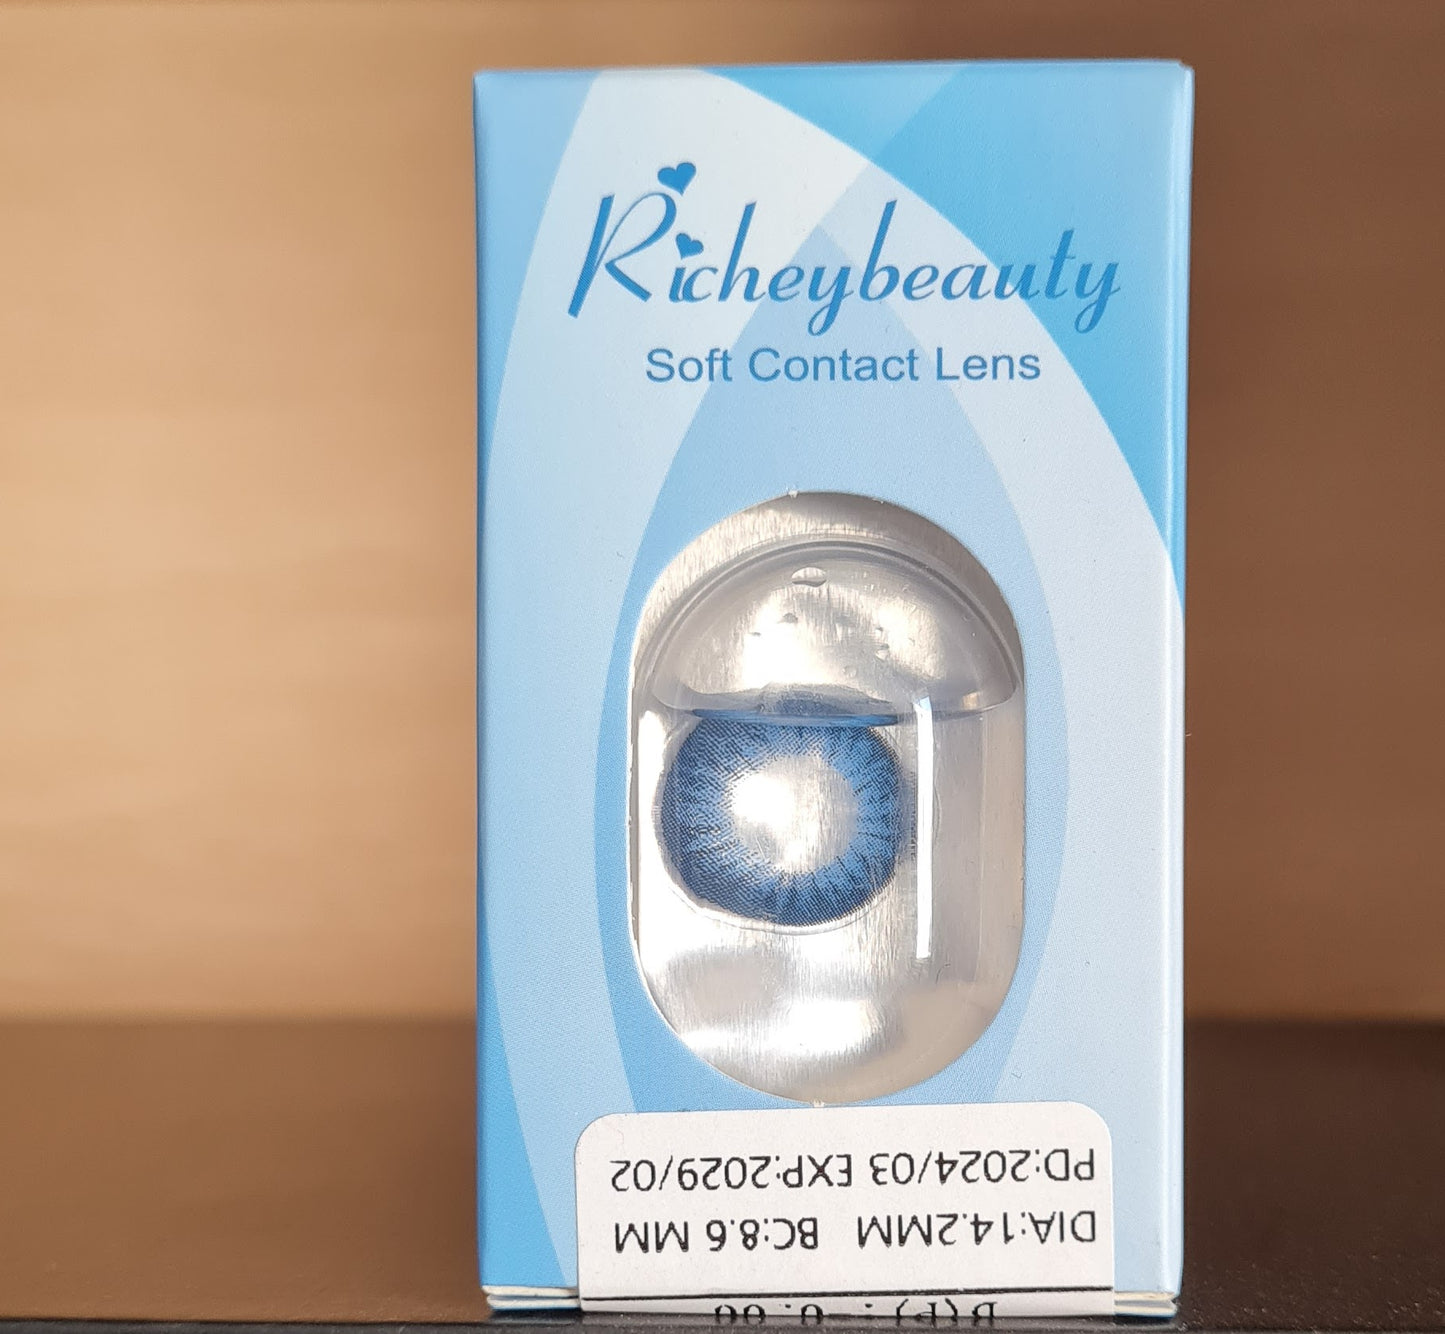 Richeybeauty
Soft Contact Lens
DIA:14.2MM BC:8.6 MM
PD:2024/03 EXP:2029/02